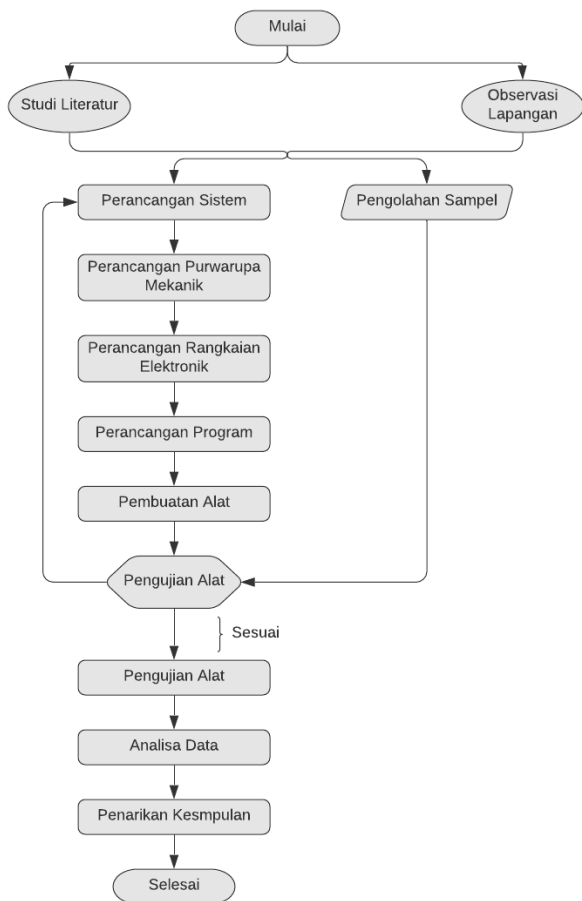 Mulai
Studi Literatur
Observasi
Lapangan
Perancangan Sistem
Pengolahan Sampel
Perancangan Purwarupa
Mekanik
Perancangan Rangkaian
Elektronik
Perancangan Program
Pembuatan Alat
Pengujian Alat
Sesuai
Pengujian Alat
Analisa Data
Penarikan Kesmpulan
Selesai